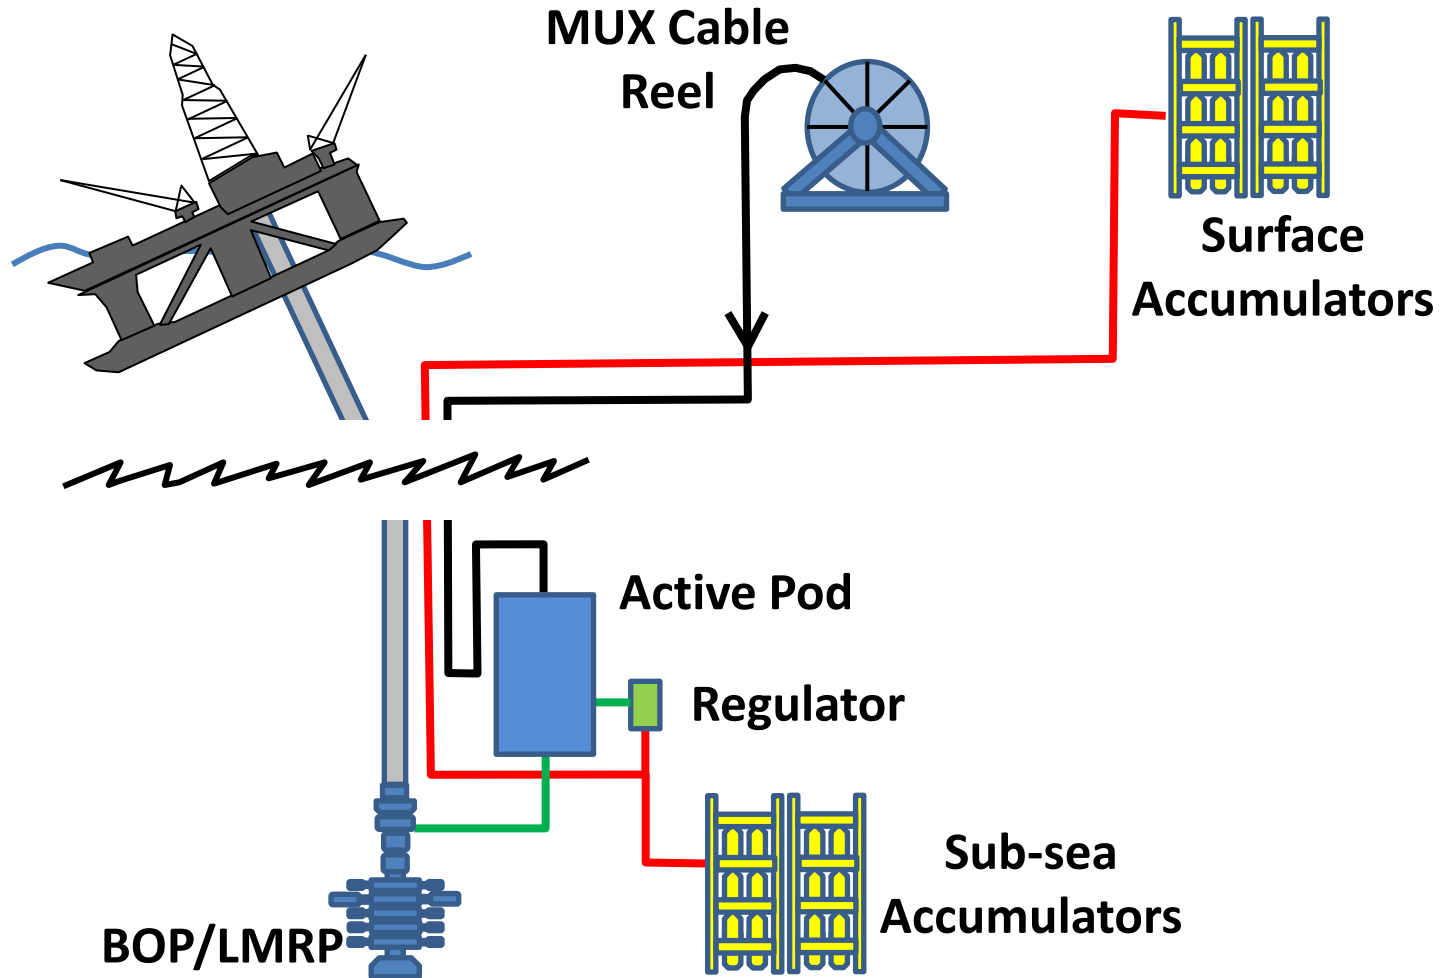 MUX Cable
Reel
Surface
Accumulators
Active Pod
Regulator
Sub-sea
Accumulators
BOP/LMRP